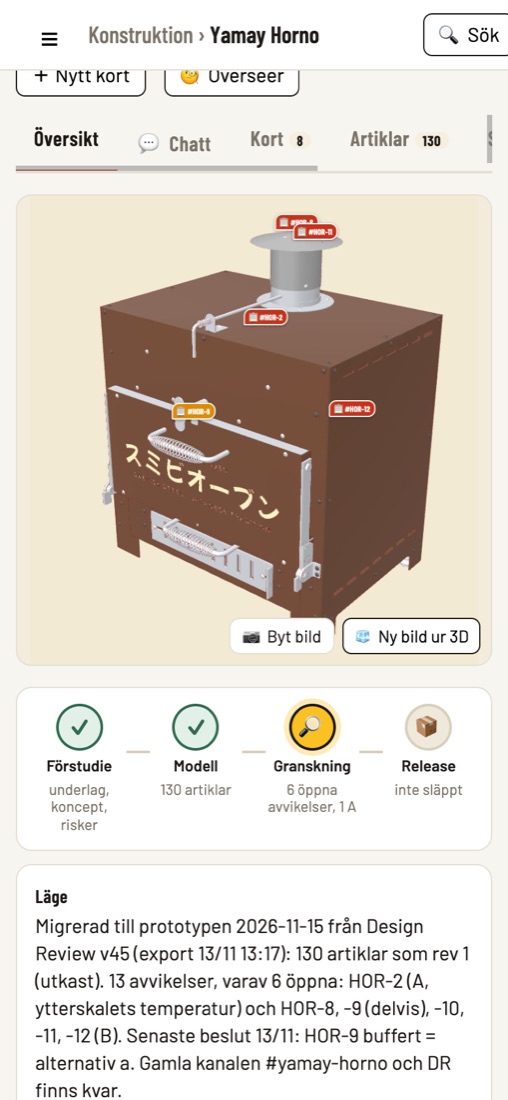 Konstruktion › Yamay Horno
Sök
+ Nytt kort
Overseer
Översikt
Chatt
Kort 8
Artiklar 130
#HOR-11
#HOR-2
#HOR-12
スミビオーブン
Byt bild
Ny bild ur 3D
Förstudie
underlag,
koncept,
risker
Modell
130 artiklar
Granskning
6 öppna
avvikelser, 1 A
Release
inte släppt
Läge
Migrerad till prototypen 2026-11-15 från Design
Review v45 (export 13/11 13:17): 130 artiklar som rev 1
(utkast). 13 avvikelser, varav 6 öppna: HOR-2 (A,
ytterskalets temperatur) och HOR-8, -9 (delvis), -10,
-11, -12 (B). Senaste beslut 13/11: HOR-9 buffert =
alternativ a. Gamla kanalen #yamay-horno och DR
finns kvar.